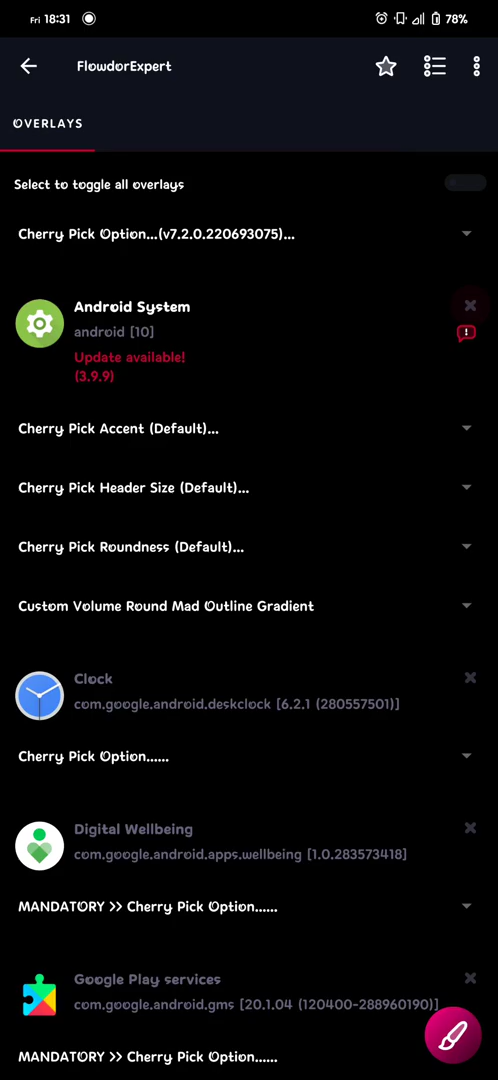 Fri 18:31
78%
FlowdorExpert
OVERLAYS
Select to toggle all overlays
Cherry Pick Option...(v7.2.0.220693075)...
Android System
android [10]
Update available!
(3.9.9)
Cherry Pick Accent (Default)...
Cherry Pick Header Size (Default)...
Cherry Pick Roundness (Default)...
Custom Volume Round Mad Outline Gradient
Clock
com.google.android.deskclock [6.2.1 (280557501)]
Cherry Pick Option......
Digital Wellbeing
com.google.android.apps.wellbeing [1.0.283573418]
MANDATORY >> Cherry Pick Option......
Google Play services
com.google.android.gms [20.1.04 (120400-288960190)]
MANDATORY >> Cherry Pick Option......